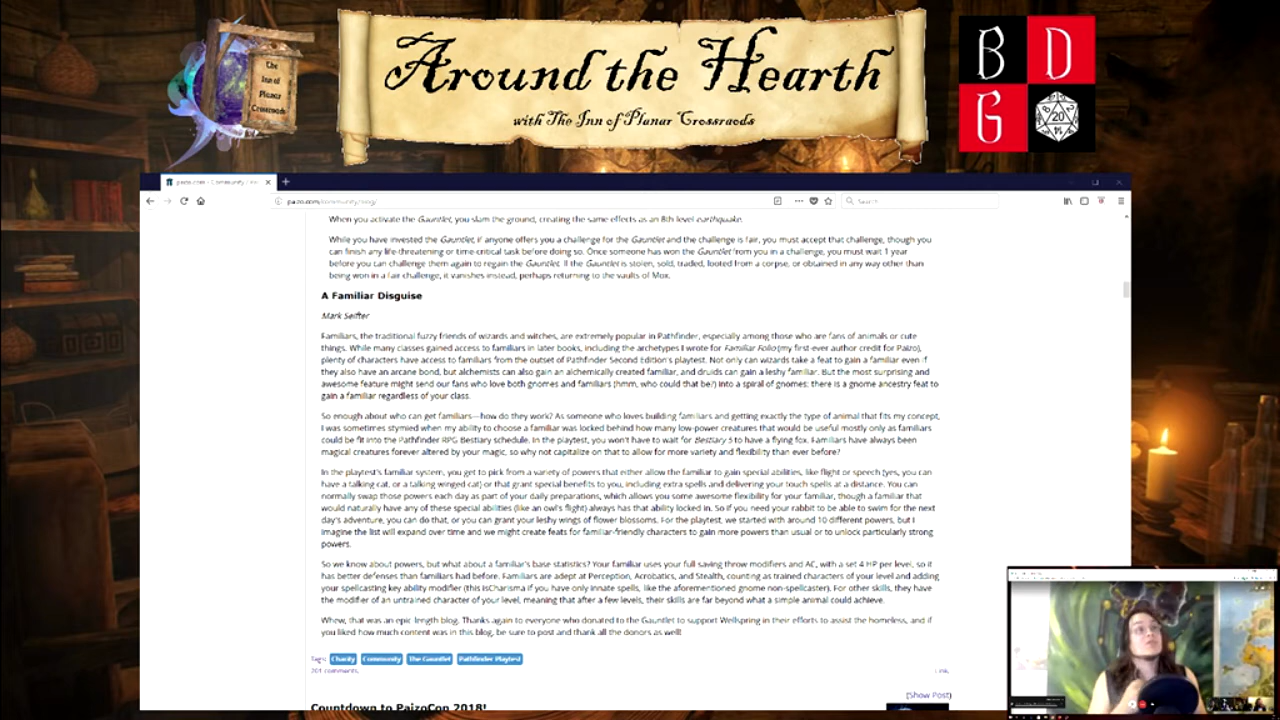 The
Inn of
Planar
Crossroads
Around the Hearth
with The Inn of Planar Crossraods
B D
G 20
paizo.com - Community /
paizo.com/community/blog/
Search
When you activate the Gauntlet, you slam the ground, creating the same effects as an 8th level earthquake.
While you have invested the Gauntlet, if anyone offers you a challenge for the Gauntlet and the challenge is fair, you must accept that challenge, though you
can finish any life-threatening or time-critical task before doing so. Once someone has won the Gauntlet from you in a challenge, you must wait 1 year
before you can challenge them again to regain the Gauntlet. If the Gauntlet is stolen, sold, traded, looted from a corpse, or obtained in any way other than
being won in a fair challenge, it vanishes instead, perhaps returning to the vaults of Mox.
A Familiar Disguise
Mark Seifter
Familiars, the traditional fuzzy friends of wizards and witches, are extremely popular in Pathfinder, especially among those who are fans of animals or cute
things. While many classes gained access to familiars in later books, including the archetypes I wrote for Familiar Folio (my first-ever author credit for Paizo),
plenty of characters have access to familiars from the outset of Pathfinder Second Edition's playtest. Not only can wizards take a feat to gain a familiar even if
they also have an arcane bond, but alchemists can also gain an alchemically created familiar, and druids can gain a leshy familiar. But the most surprising and
awesome feature might send our fans who love both gnomes and familiars (hmm, who could that be?) into a spiral of gnomes: there is a gnome ancestry feat to
gain a familiar regardless of your class.
So enough about who can get familiars—how do they work? As someone who loves building familiars and getting exactly the type of animal that fits my concept,
I was sometimes stymied when my ability to choose a familiar was locked behind how many low-power creatures that would be useful mostly only as familiars
could be fit into the Pathfinder RPG Bestiary schedule. In the playtest, you won't have to wait for Bestiary 5 to have a flying fox. Familiars have always been
magical creatures forever altered by your magic, so why not capitalize on that to allow for more variety and flexibility than ever before?
In the playtest's familiar system, you get to pick from a variety of powers that either allow the familiar to gain special abilities, like flight or speech (yes, you can
have a talking cat, or a talking winged cat) or that grant special benefits to you, including extra spells and delivering your touch spells at a distance. You can
normally swap those powers each day as part of your daily preparations, which allows you some awesome flexibility for your familiar, though a familiar that
would naturally have any of these special abilities (like an owl's flight) always has that ability locked in. So if you need your rabbit to be able to swim for the next
day's adventure, you can do that, or you can grant your leshy wings of flower blossoms. For the playtest, we started with around 10 different powers, but I
imagine the list will expand over time and we might create feats for familiar-friendly characters to gain more powers than usual or to unlock particularly strong
powers.
So we know about powers, but what about a familiar's base statistics? Your familiar uses your full saving throw modifiers and AC, with a set 4 HP per level, so it
has better defenses than familiars had before. Familiars are adept at Perception, Acrobatics, and Stealth, counting as trained characters of your level and adding
your spellcasting key ability modifier (this isCharisma if you have only innate spells, like the aforementioned gnome non-spellcaster). For other skills, they have
the modifier of an untrained character of your level, meaning that after a few levels, their skills are far beyond what a simple animal could achieve.
Whew, that was an epic length blog. Thanks again to everyone who donated to the Gauntlet to support Wellspring in their efforts to assist the homeless, and if
you liked how much content was in this blog, be sure to post and thank all the donors as well!
Tags: Charity Community The Gauntlet Pathfinder Playtest
201 comments. Link.
(Show Post)
Countdown to PaizoCon 2018!